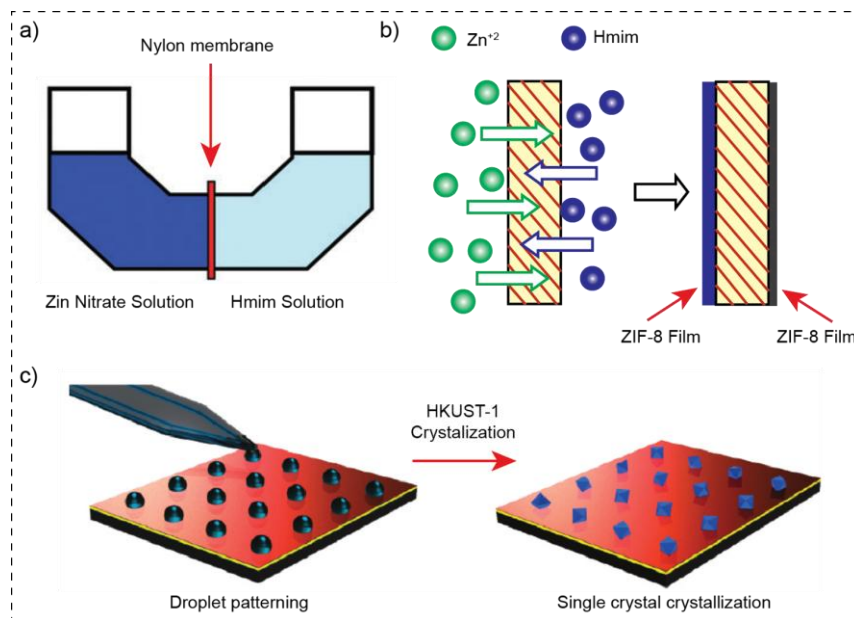 a)
Nylon membrane
Zin Nitrate Solution
Hmim Solution
b)
Zn⁺²
Hmim
ZIF-8 Film
ZIF-8 Film
c)
HKUST-1
Crystalization
Droplet patterning
Single crystal crystallization